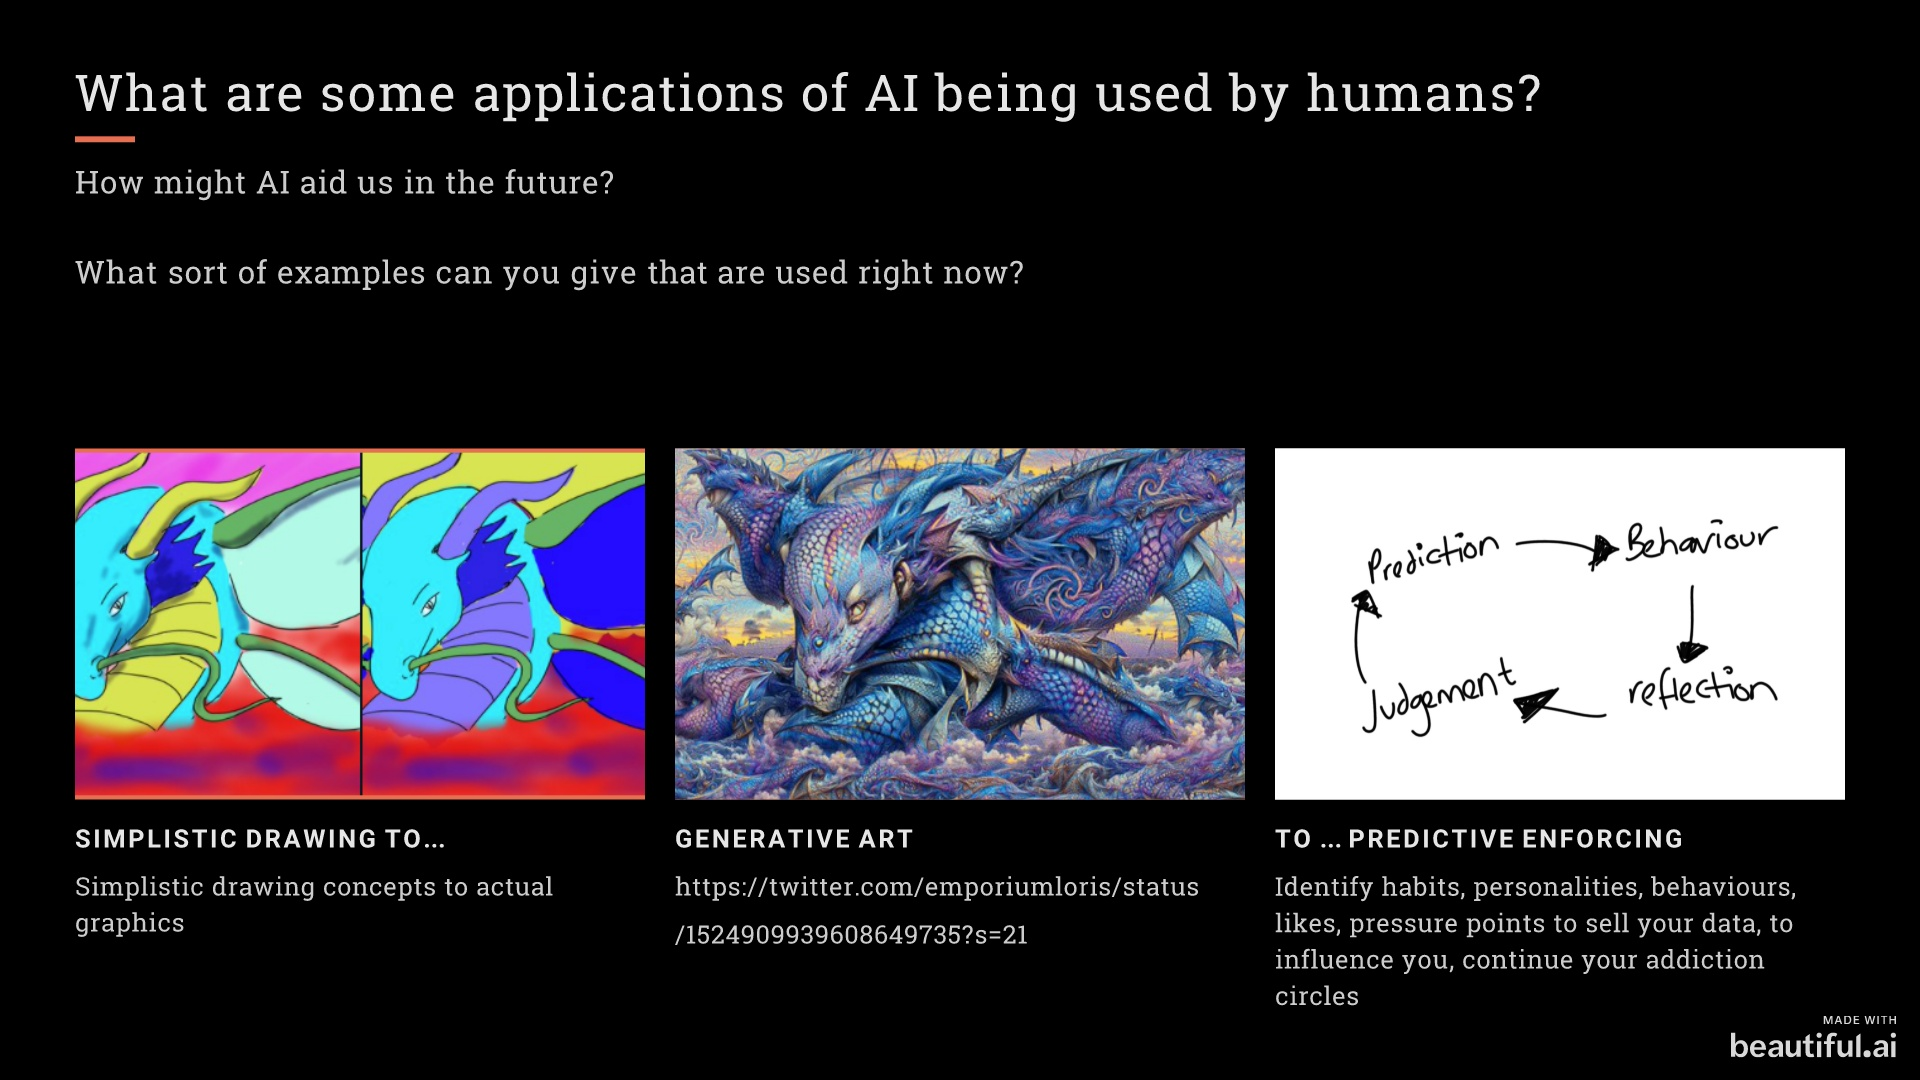 What are some applications of AI being used by humans?
How might AI aid us in the future?
What sort of examples can you give that are used right now?
Prediction
Behaviour
Judgement
reflection
SIMPLISTIC DRAWING TO...
Simplistic drawing concepts to actual
graphics
GENERATIVE ART
https://twitter.com/emporiumloris/status
/1524909939608649735?s=21
TO ... PREDICTIVE ENFORCING
Identify habits, personalities, behaviours,
likes, pressure points to sell your data, to
influence you, continue your addiction
circles
MADE WITH
beautiful.ai